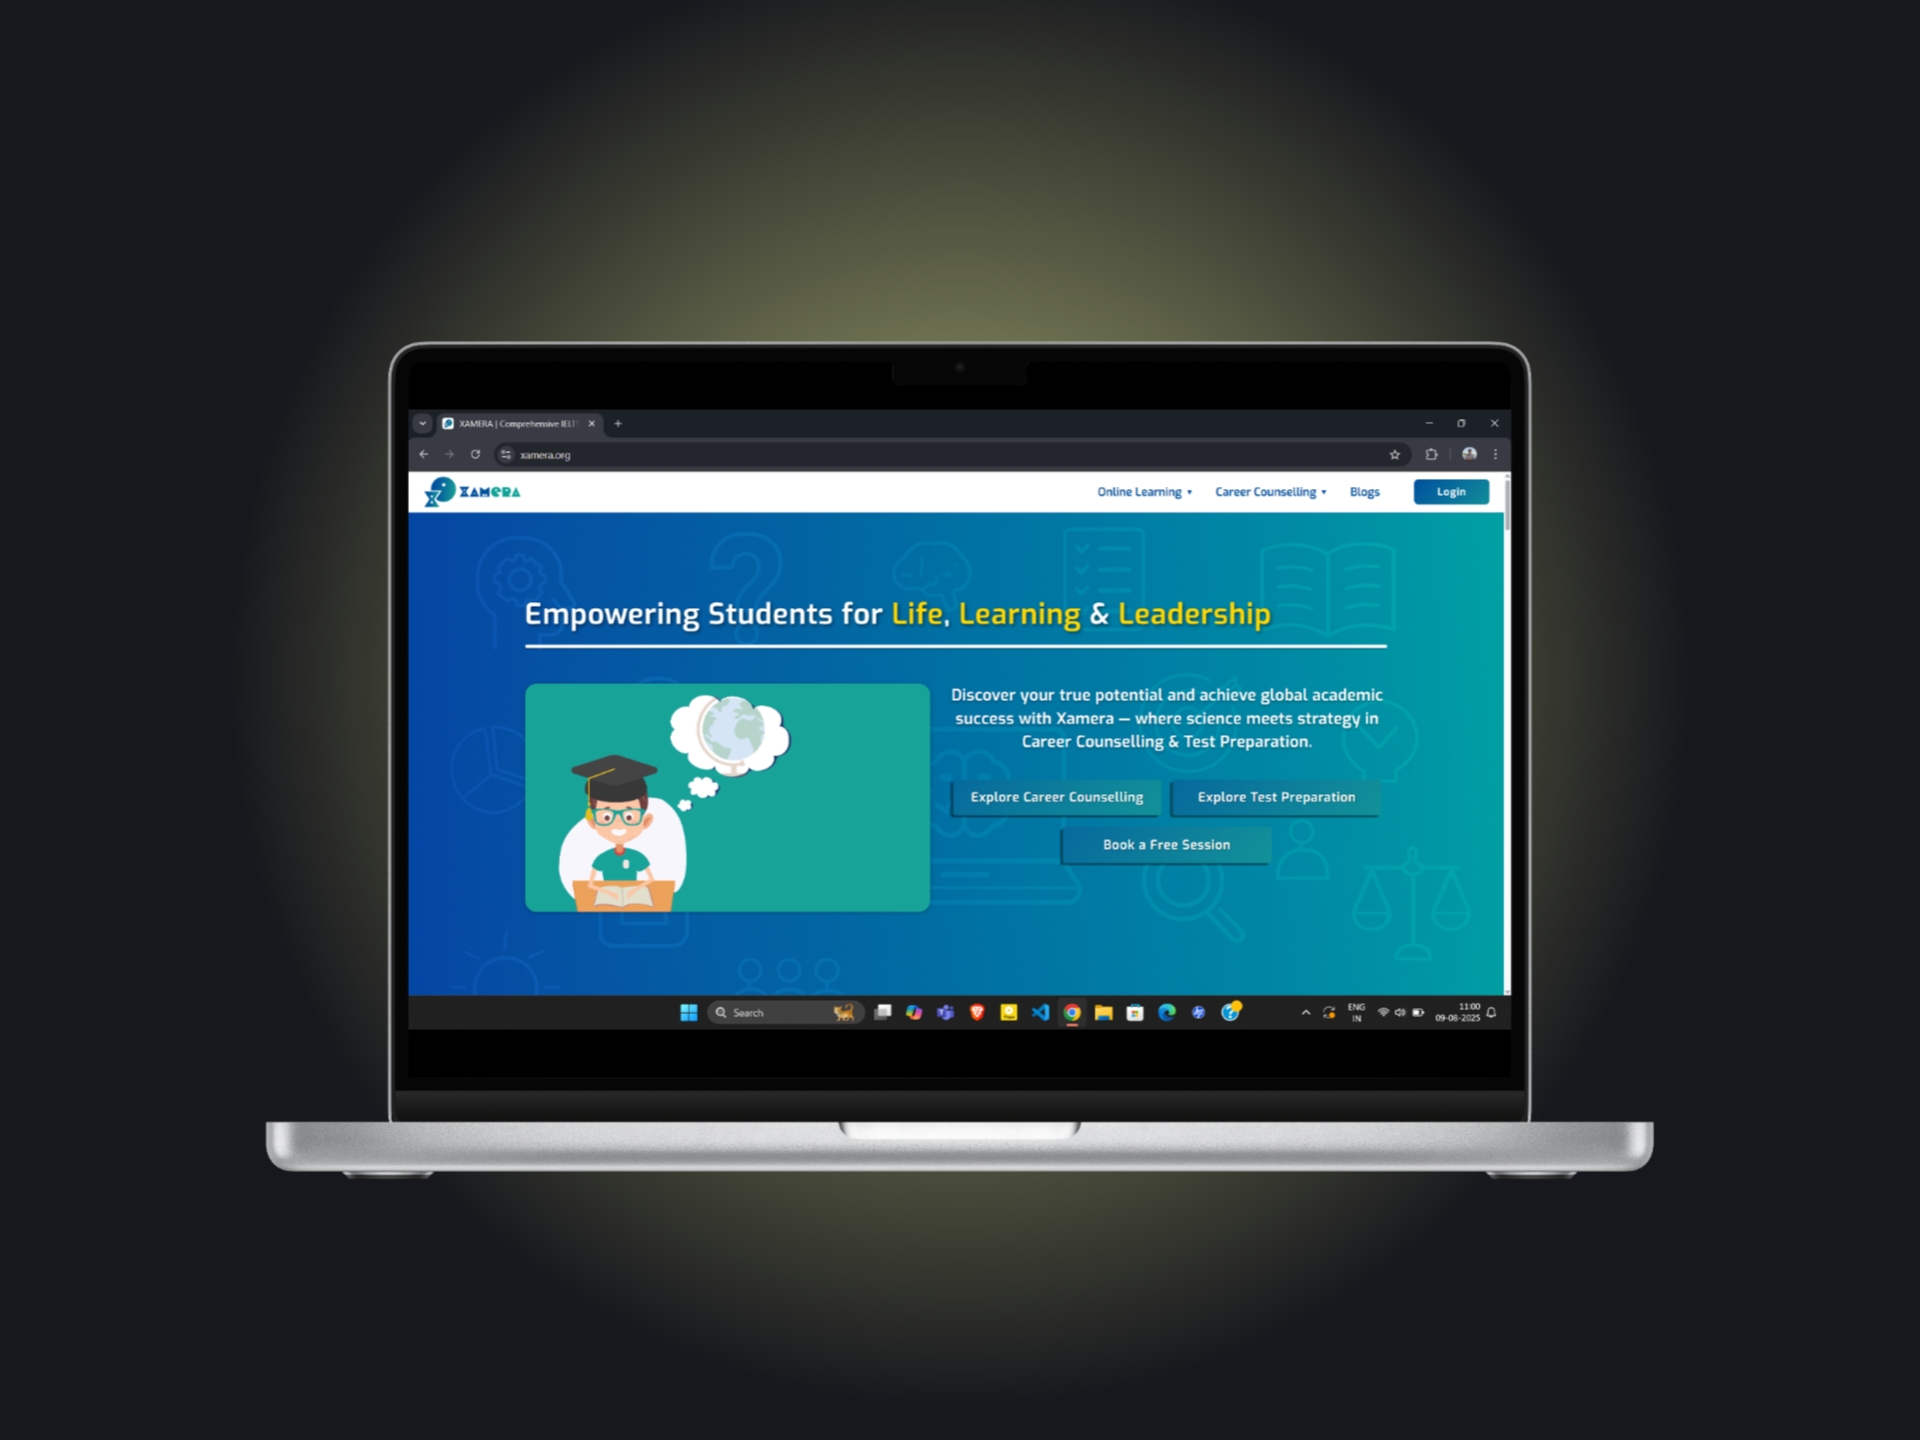 XAMERA | Comprehensive IELT
xamera.org
XAMERA
Online Learning
Career Counselling
Blogs
Login
Empowering Students for Life, Learning & Leadership
Discover your true potential and achieve global academic
success with Xamera — where science meets strategy in
Career Counselling & Test Preparation.
Explore Career Counselling
Explore Test Preparation
Book a Free Session
Search
ENG
IN
11:00
09-08-2025